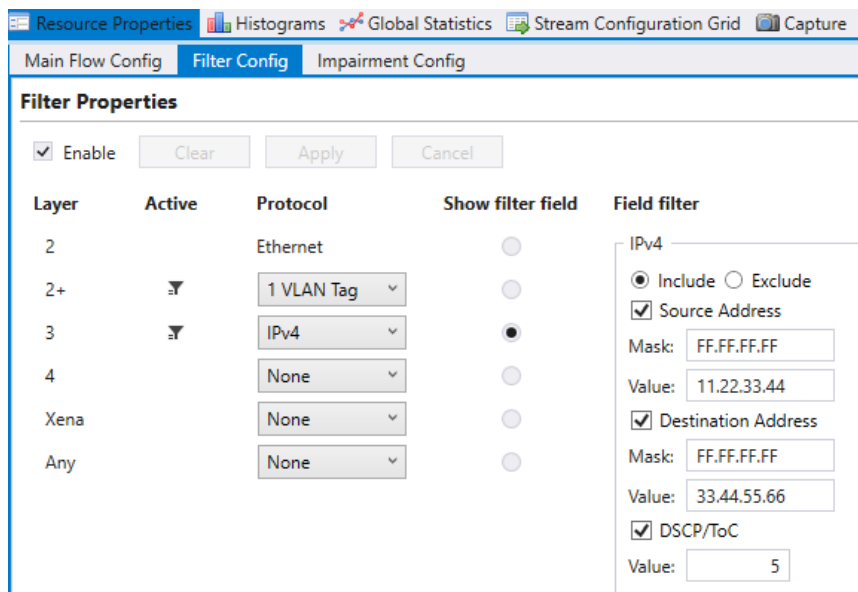 Resource Properties Histograms Global Statistics Stream Configuration Grid Capture
Main Flow Config Filter Config Impairment Config
Filter Properties
Enable Clear Apply Cancel
Layer Active Protocol Show filter field Field filter
2 Ethernet IPv4
2+ 1 VLAN Tag Include Exclude
Source Address
3 IPv4 Mask: FF.FF.FF.FF
4 None Value: 11.22.33.44
Xena None Destination Address
Any None Mask: FF.FF.FF.FF
Value: 33.44.55.66
DSCP/ToC
Value: 5